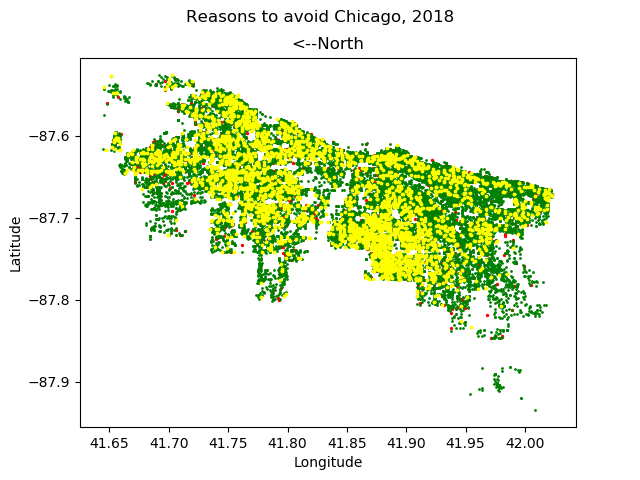 Reasons to avoid Chicago, 2018
<--North
−87.6
−87.7
−87.8
−87.9
Latitude
41.65 41.70 41.75 41.80 41.85 41.90 41.95 42.00
Longitude